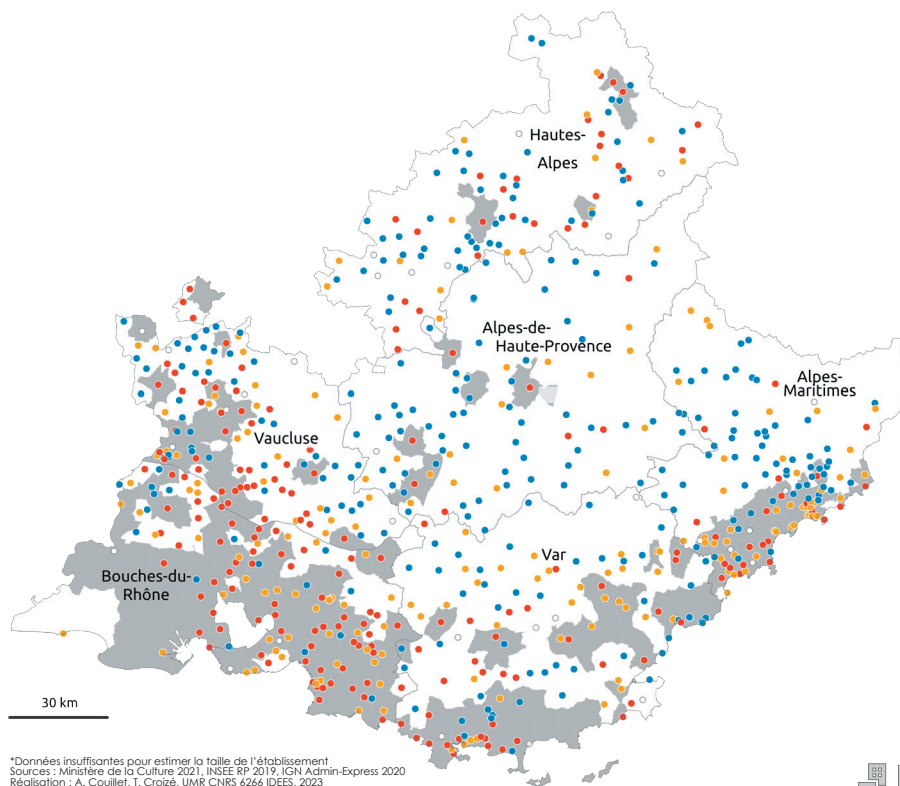 Hautes-
Alpes
Alpes-de-
Haute-Provence
Alpes-
Maritimes
Vaucluse
Var
Bouches-du-
Rhône
30 km
*Données insuffisantes pour estimer la taille de l'établissement
Sources : Ministère de la Culture 2021, INSEE RP 2019, IGN Admin-Express 2020
Réalisation : A. Couillet, T. Croizé, UMR CNRS 6266 IDEES, 2023